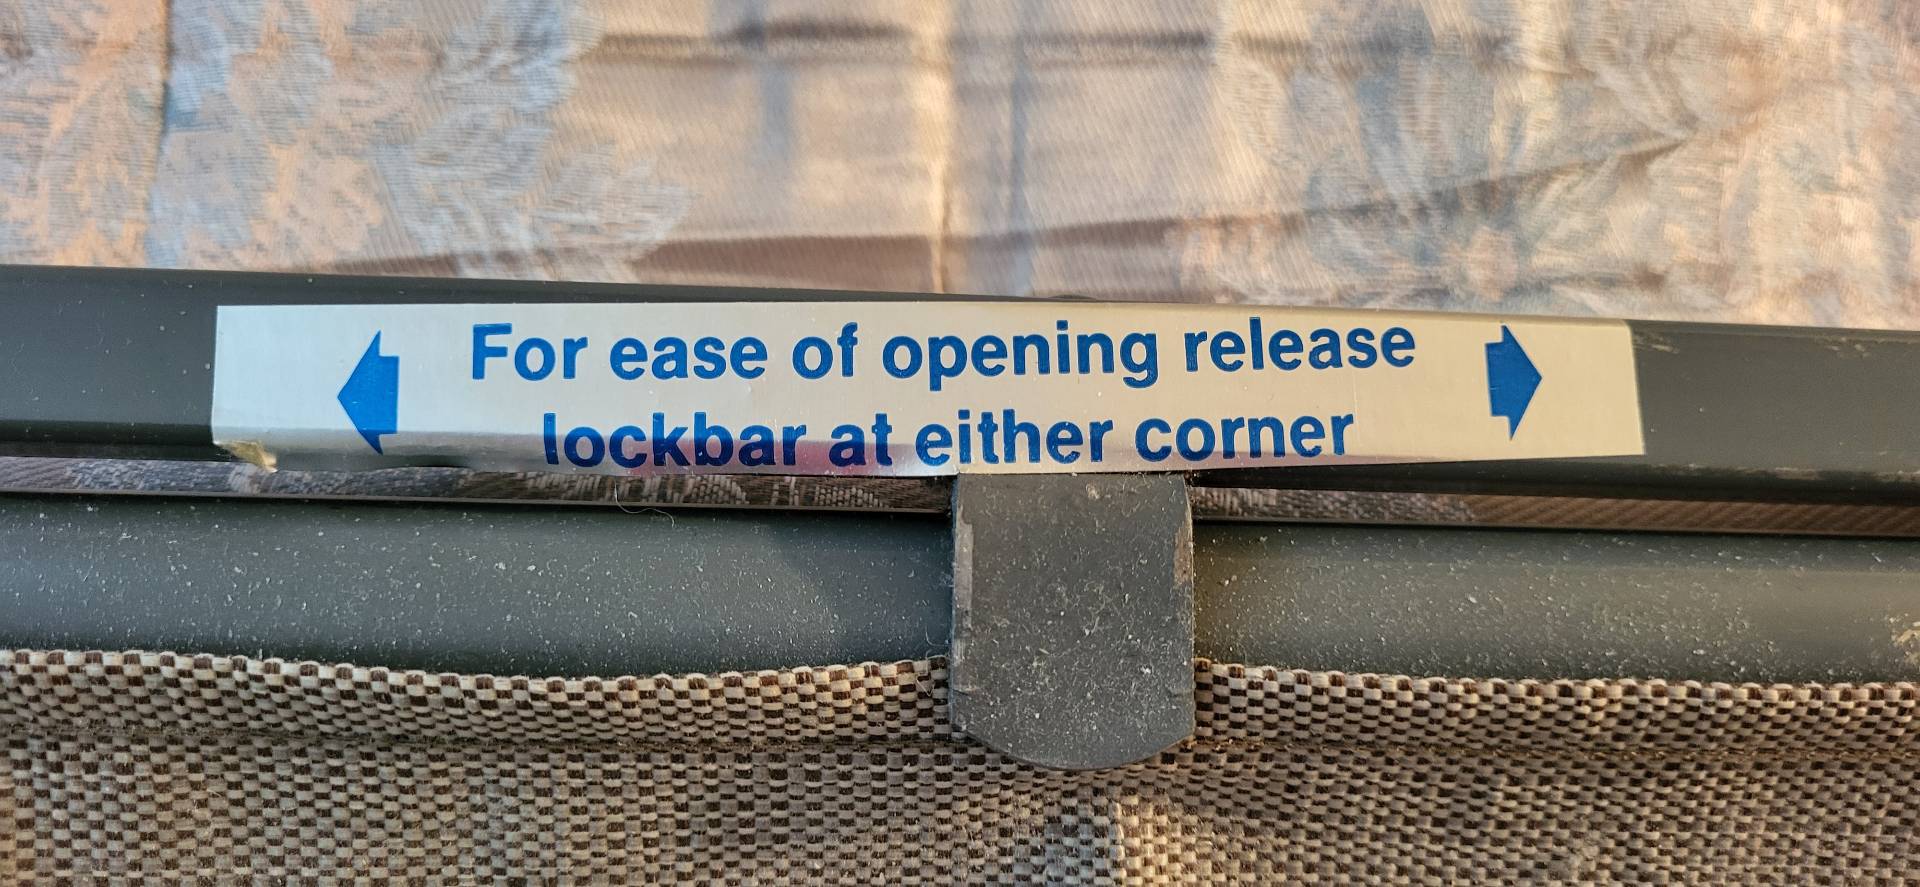 For ease of opening release
lockbar at either corner